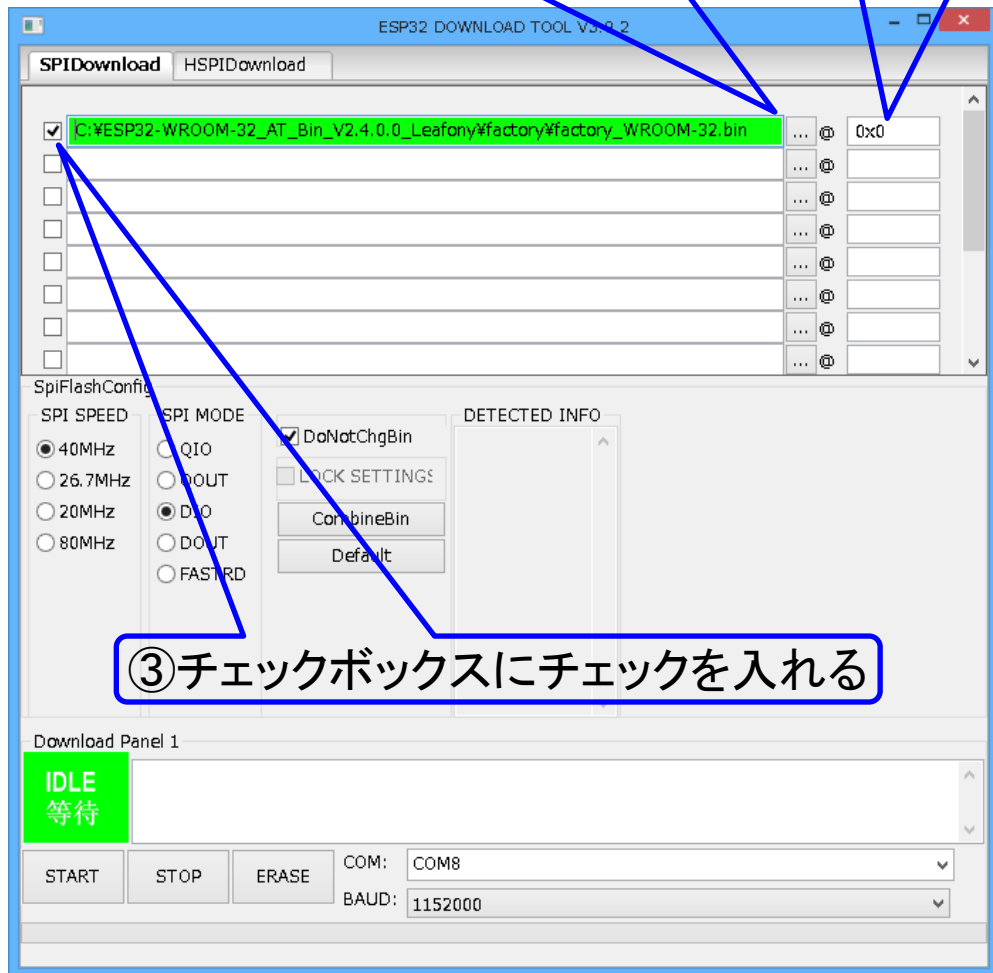 ESP32 DOWNLOAD TOOL V3.9.2
SPIDownload HSPIDownload
C:¥ESP32-WROOM-32_AT_Bin_V2.4.0.0_Leafony¥factory¥factory_WROOM-32.bin ... @ 0x0
... @
... @
... @
... @
... @
... @
... @
SpiFlashConfig
SPI SPEED SPI MODE DETECTED INFO
40MHz QIO DoNotChgBin
26.7MHz QOUT LOCK SETTINGS
20MHz DIO CombineBin
80MHz DOUT Default
FASTRD
③チェックボックスにチェックを入れる
Download Panel 1
IDLE
等待
START STOP ERASE COM: COM8
BAUD: 1152000